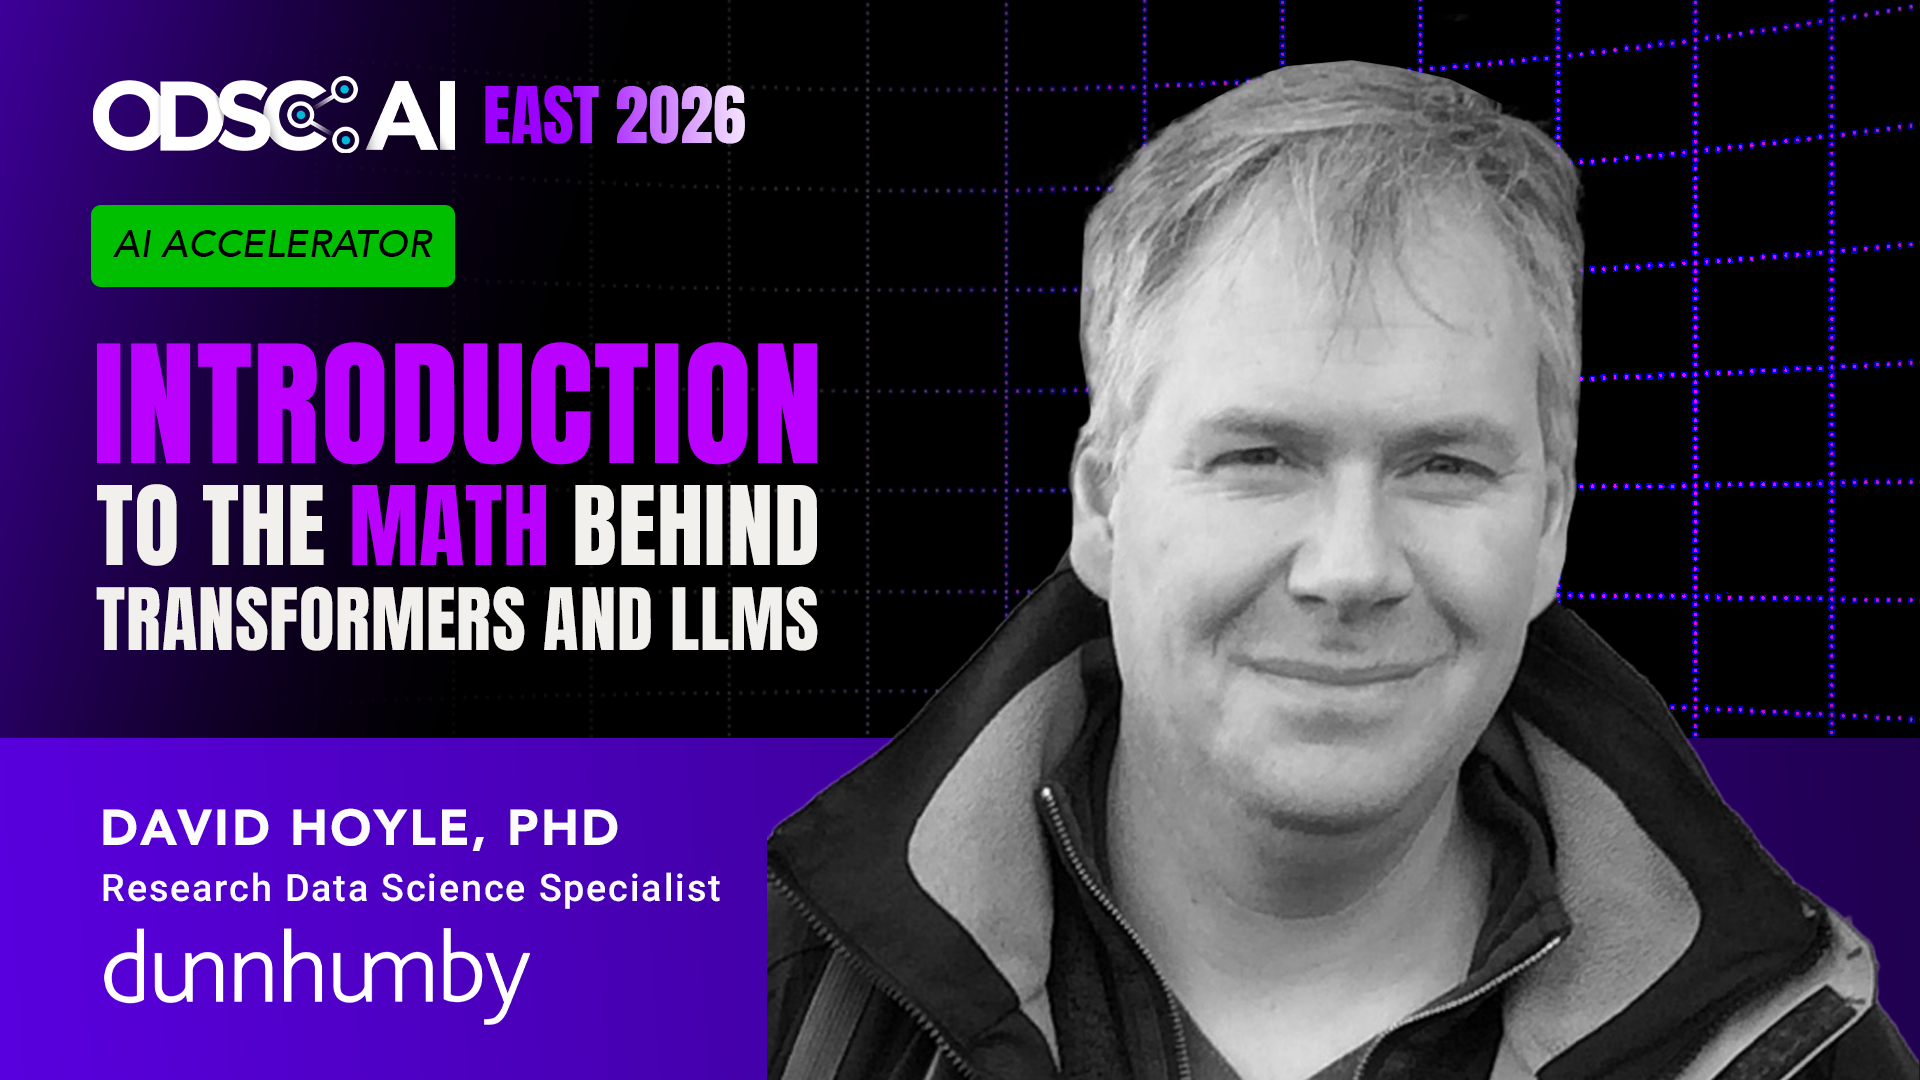 ODSC AI EAST 2026
AI ACCELERATOR
INTRODUCTION
TO THE MATH BEHIND
TRANSFORMERS AND LLMS
DAVID HOYLE, PHD
Research Data Science Specialist
dunnhumby